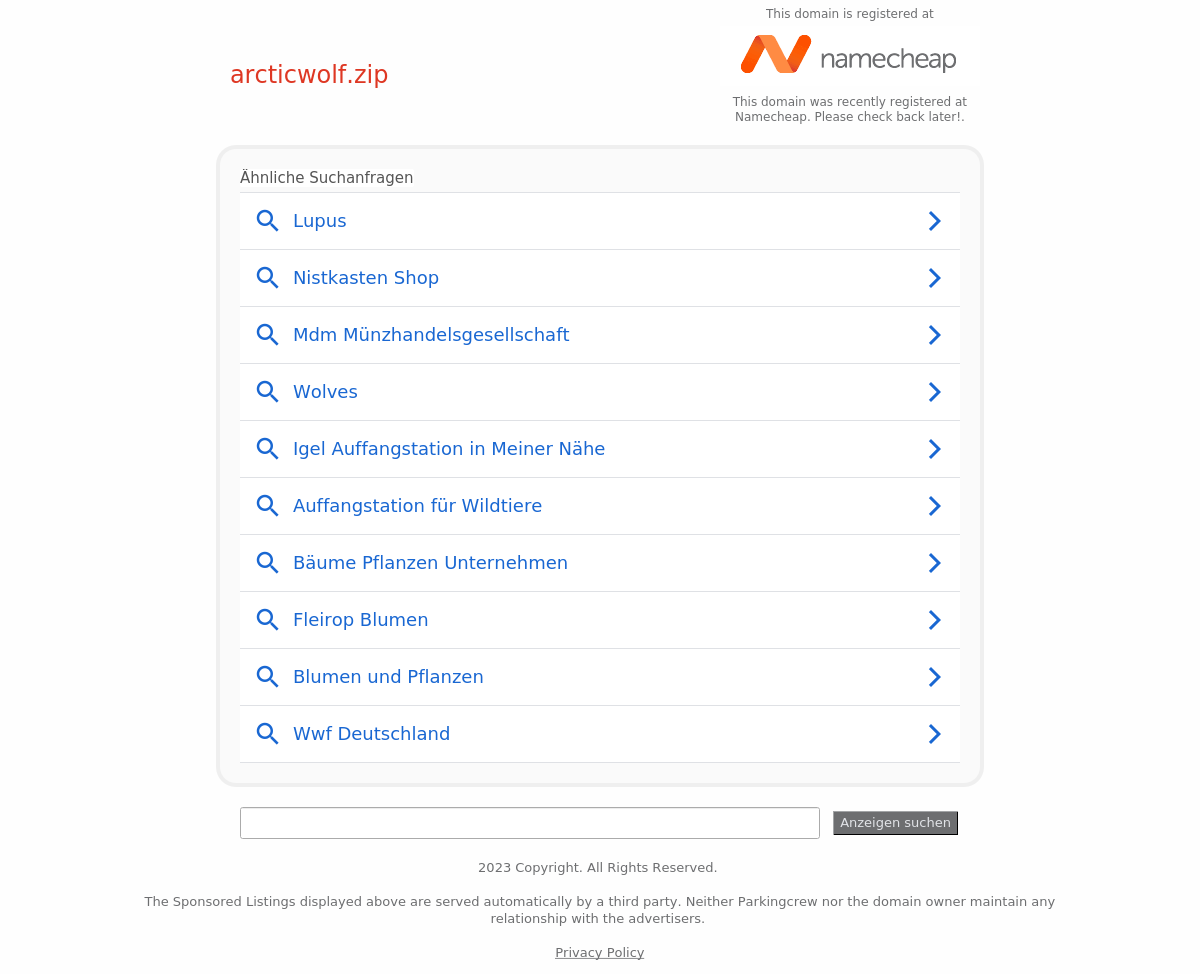 This domain is registered at
namecheap
arcticwolf.zip
This domain was recently registered at
Namecheap. Please check back later!.
Ähnliche Suchanfragen
Lupus
Nistkasten Shop
Mdm Münzhandelsgesellschaft
Wolves
Igel Auffangstation in Meiner Nähe
Auffangstation für Wildtiere
Bäume Pflanzen Unternehmen
Fleirop Blumen
Blumen und Pflanzen
Wwf Deutschland
Anzeigen suchen
2023 Copyright. All Rights Reserved.
The Sponsored Listings displayed above are served automatically by a third party. Neither Parkingcrew nor the domain owner maintain any
relationship with the advertisers.
Privacy Policy